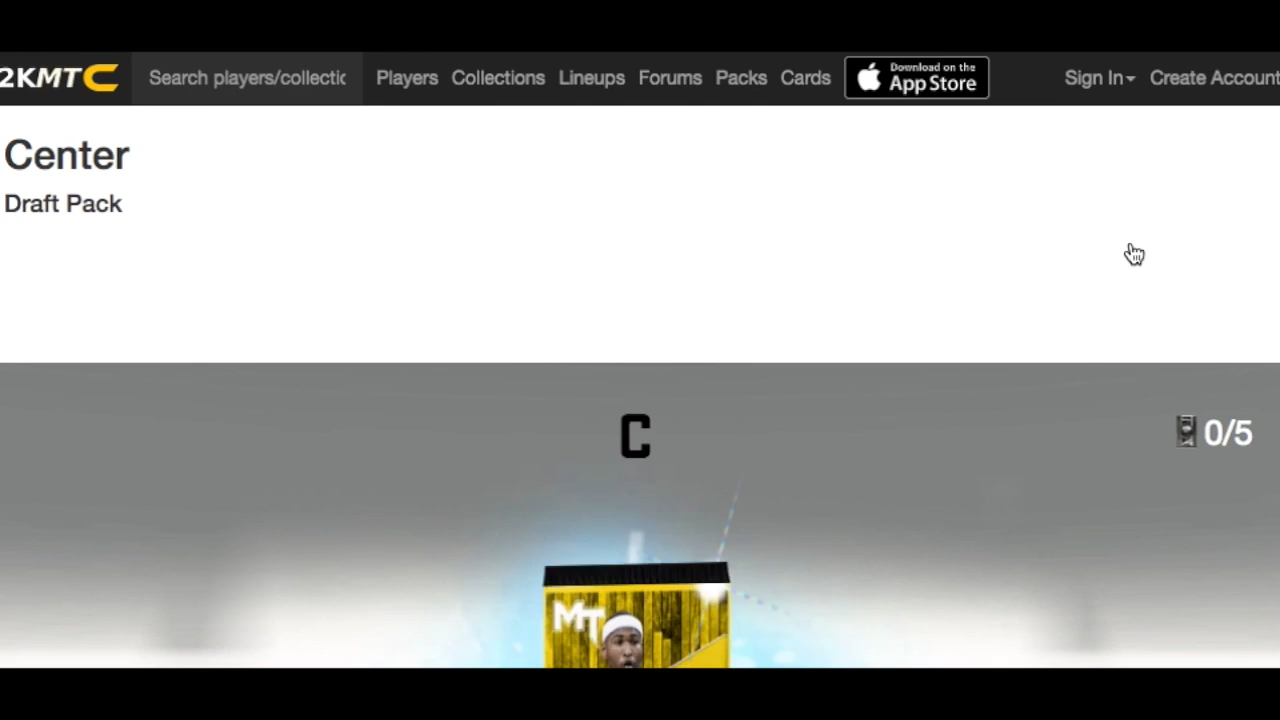 2KMTC
Search players/collectic
Players Collections Lineups Forums Packs Cards
Download on the
App Store
Sign In
Create Account
Center
Draft Pack
C
0/5
MT